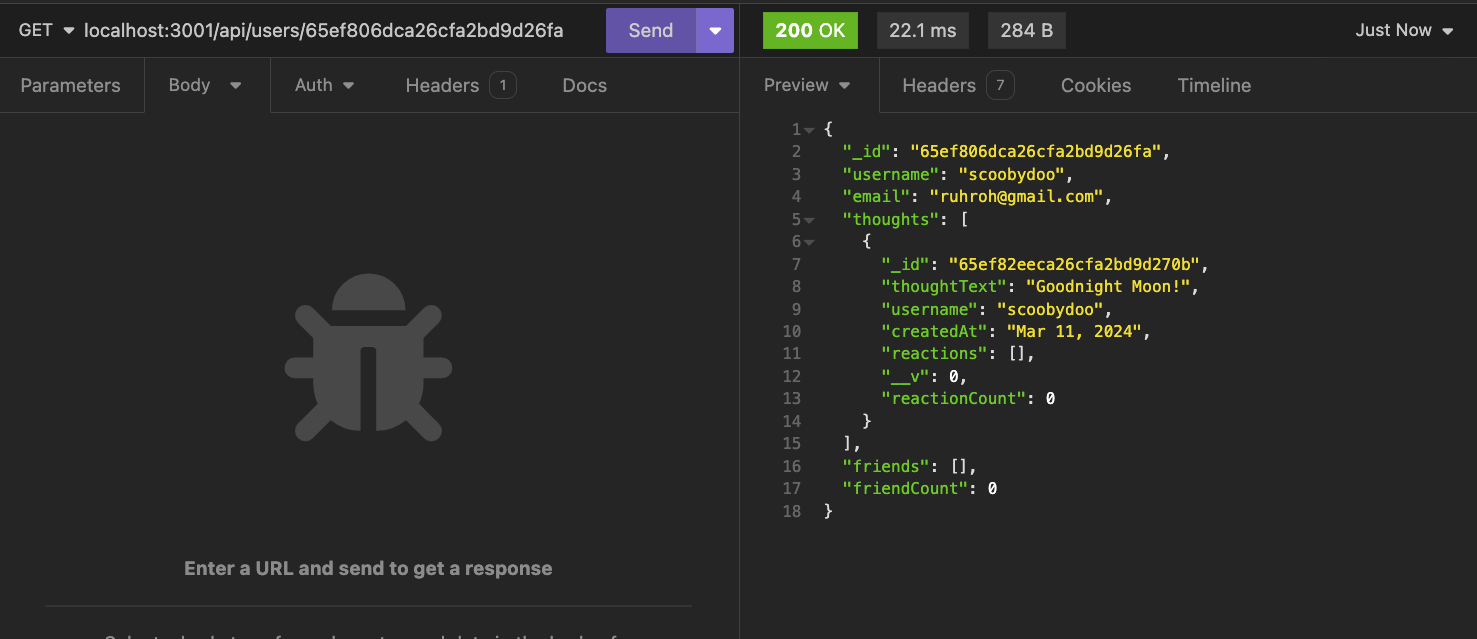 GET localhost:3001/api/users/65ef806dca26cfa2bd9d26fa Send 200 OK 22.1 ms 284 B Just Now
Parameters Body Auth Headers 1 Docs
Preview Headers 7 Cookies Timeline
1 {
2 "_id": "65ef806dca26cfa2bd9d26fa",
3 "username": "scoobydoo",
4 "email": "ruhroh@gmail.com",
5 "thoughts": [
6 {
7 "_id": "65ef82eeca26cfa2bd9d270b",
8 "thoughtText": "Goodnight Moon!",
9 "username": "scoobydoo",
10 "createdAt": "Mar 11, 2024",
11 "reactions": [],
12 "__v": 0,
13 "reactionCount": 0
14 }
15 ],
16 "friends": [],
17 "friendCount": 0
18 }
Enter a URL and send to get a response